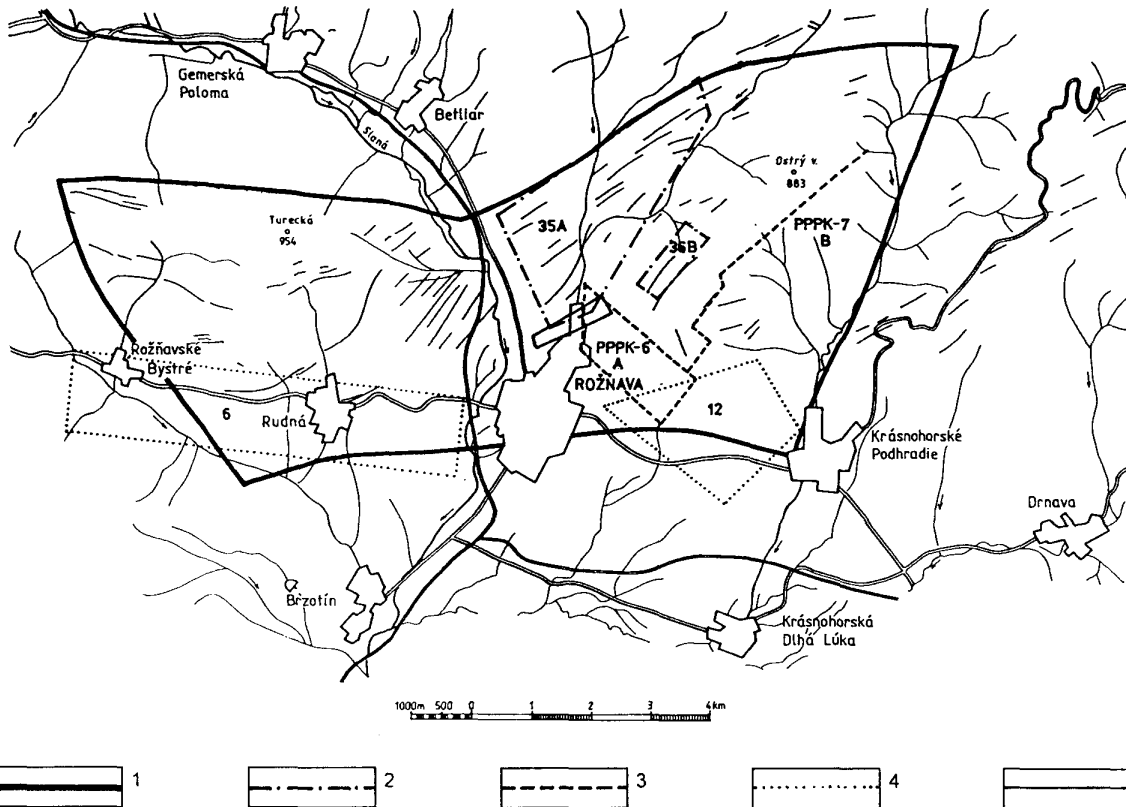 Gemerská
Poloma
Betliar
Slaná
Ostrý v.
883
Turecká
954
35A
36B
PPPK-7
B
Rožňavské
Bystré
PPPK-6
A
ROŽŇAVA
6
Rudná
12
Krásnohorské
Podhradie
Drnava
Brzotín
Krásnohorská
Dlhá Lúka
1000m 500 0 1 2 3 4km
1 2 3 4